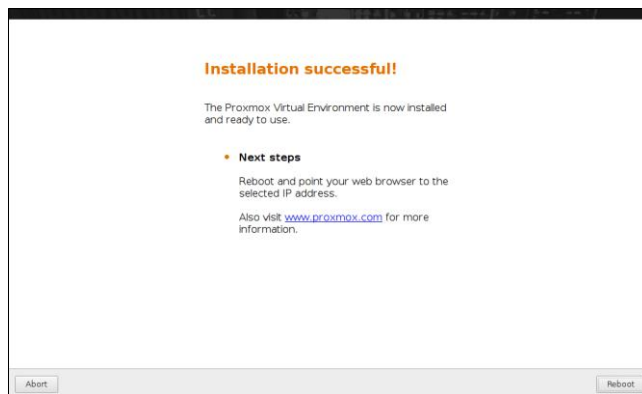 Installation successful!
The Proxmox Virtual Environment is now installed
and ready to use.
Next steps
Reboot and point your web browser to the
selected IP address.
Also visit www.proxmox.com for more
information.
Abort
Reboot